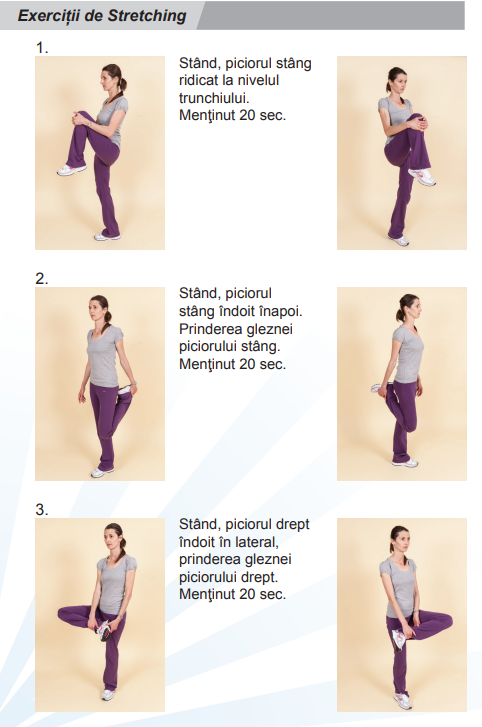 Exerciții de Stretching
1.
Stând, piciorul stâng
ridicat la nivelul
trunchiului.
Menţinut 20 sec.
2.
Stând, piciorul
stâng îndoit înapoi.
Prinderea gleznei
piciorului stâng.
Menţinut 20 sec.
3.
Stând, piciorul drept
îndoit în lateral,
prinderea gleznei
piciorului drept.
Menţinut 20 sec.